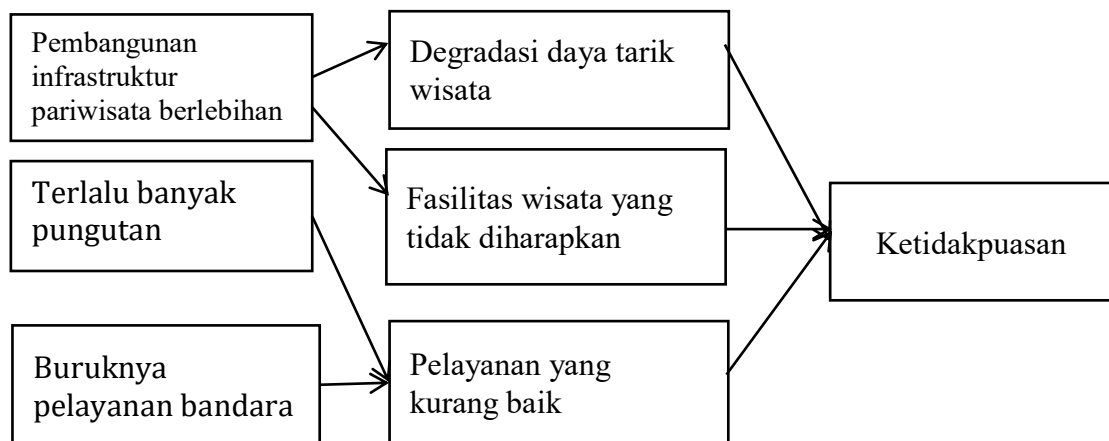 Pembangunan
infrastruktur
pariwisata berlebihan
Terlalu banyak
pungutan
Buruknya
pelayanan bandara
Degradasi daya tarik
wisata
Fasilitas wisata yang
tidak diharapkan
Pelayanan yang
kurang baik
Ketidakpuasan